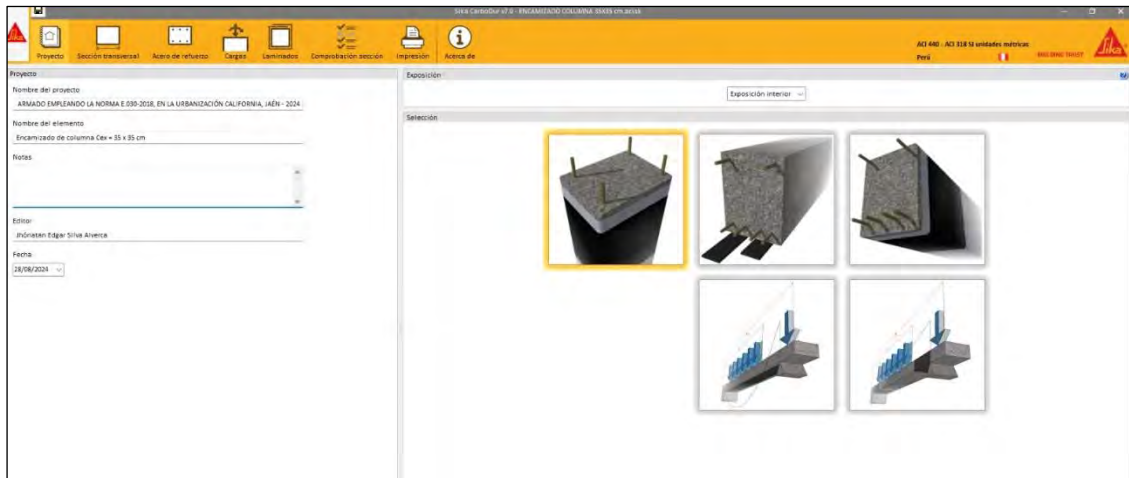 Sika CarboDur v7.0 - ENCAMIZADO COLUMNA 35X35 cm.acisik
Proyecto
Sección transversal
Acero de refuerzo
Cargas
Laminados
Comprobación sección
Impresión
Acerca de
ACI 440 - ACI 318 SI unidades métricas
Perú
BUILDING TRUST
Sika
Proyecto
Nombre del proyecto
ARMADO EMPLEANDO LA NORMA E.030-2018, EN LA URBANIZACIÓN CALIFORNIA, JAÉN - 2024
Nombre del elemento
Encamizado de columna Cex = 35 x 35 cm
Notas
Editor
Jhónatan Edgar Silva Alverca
Fecha
28/08/2024
Exposición
Exposición interior
Selección